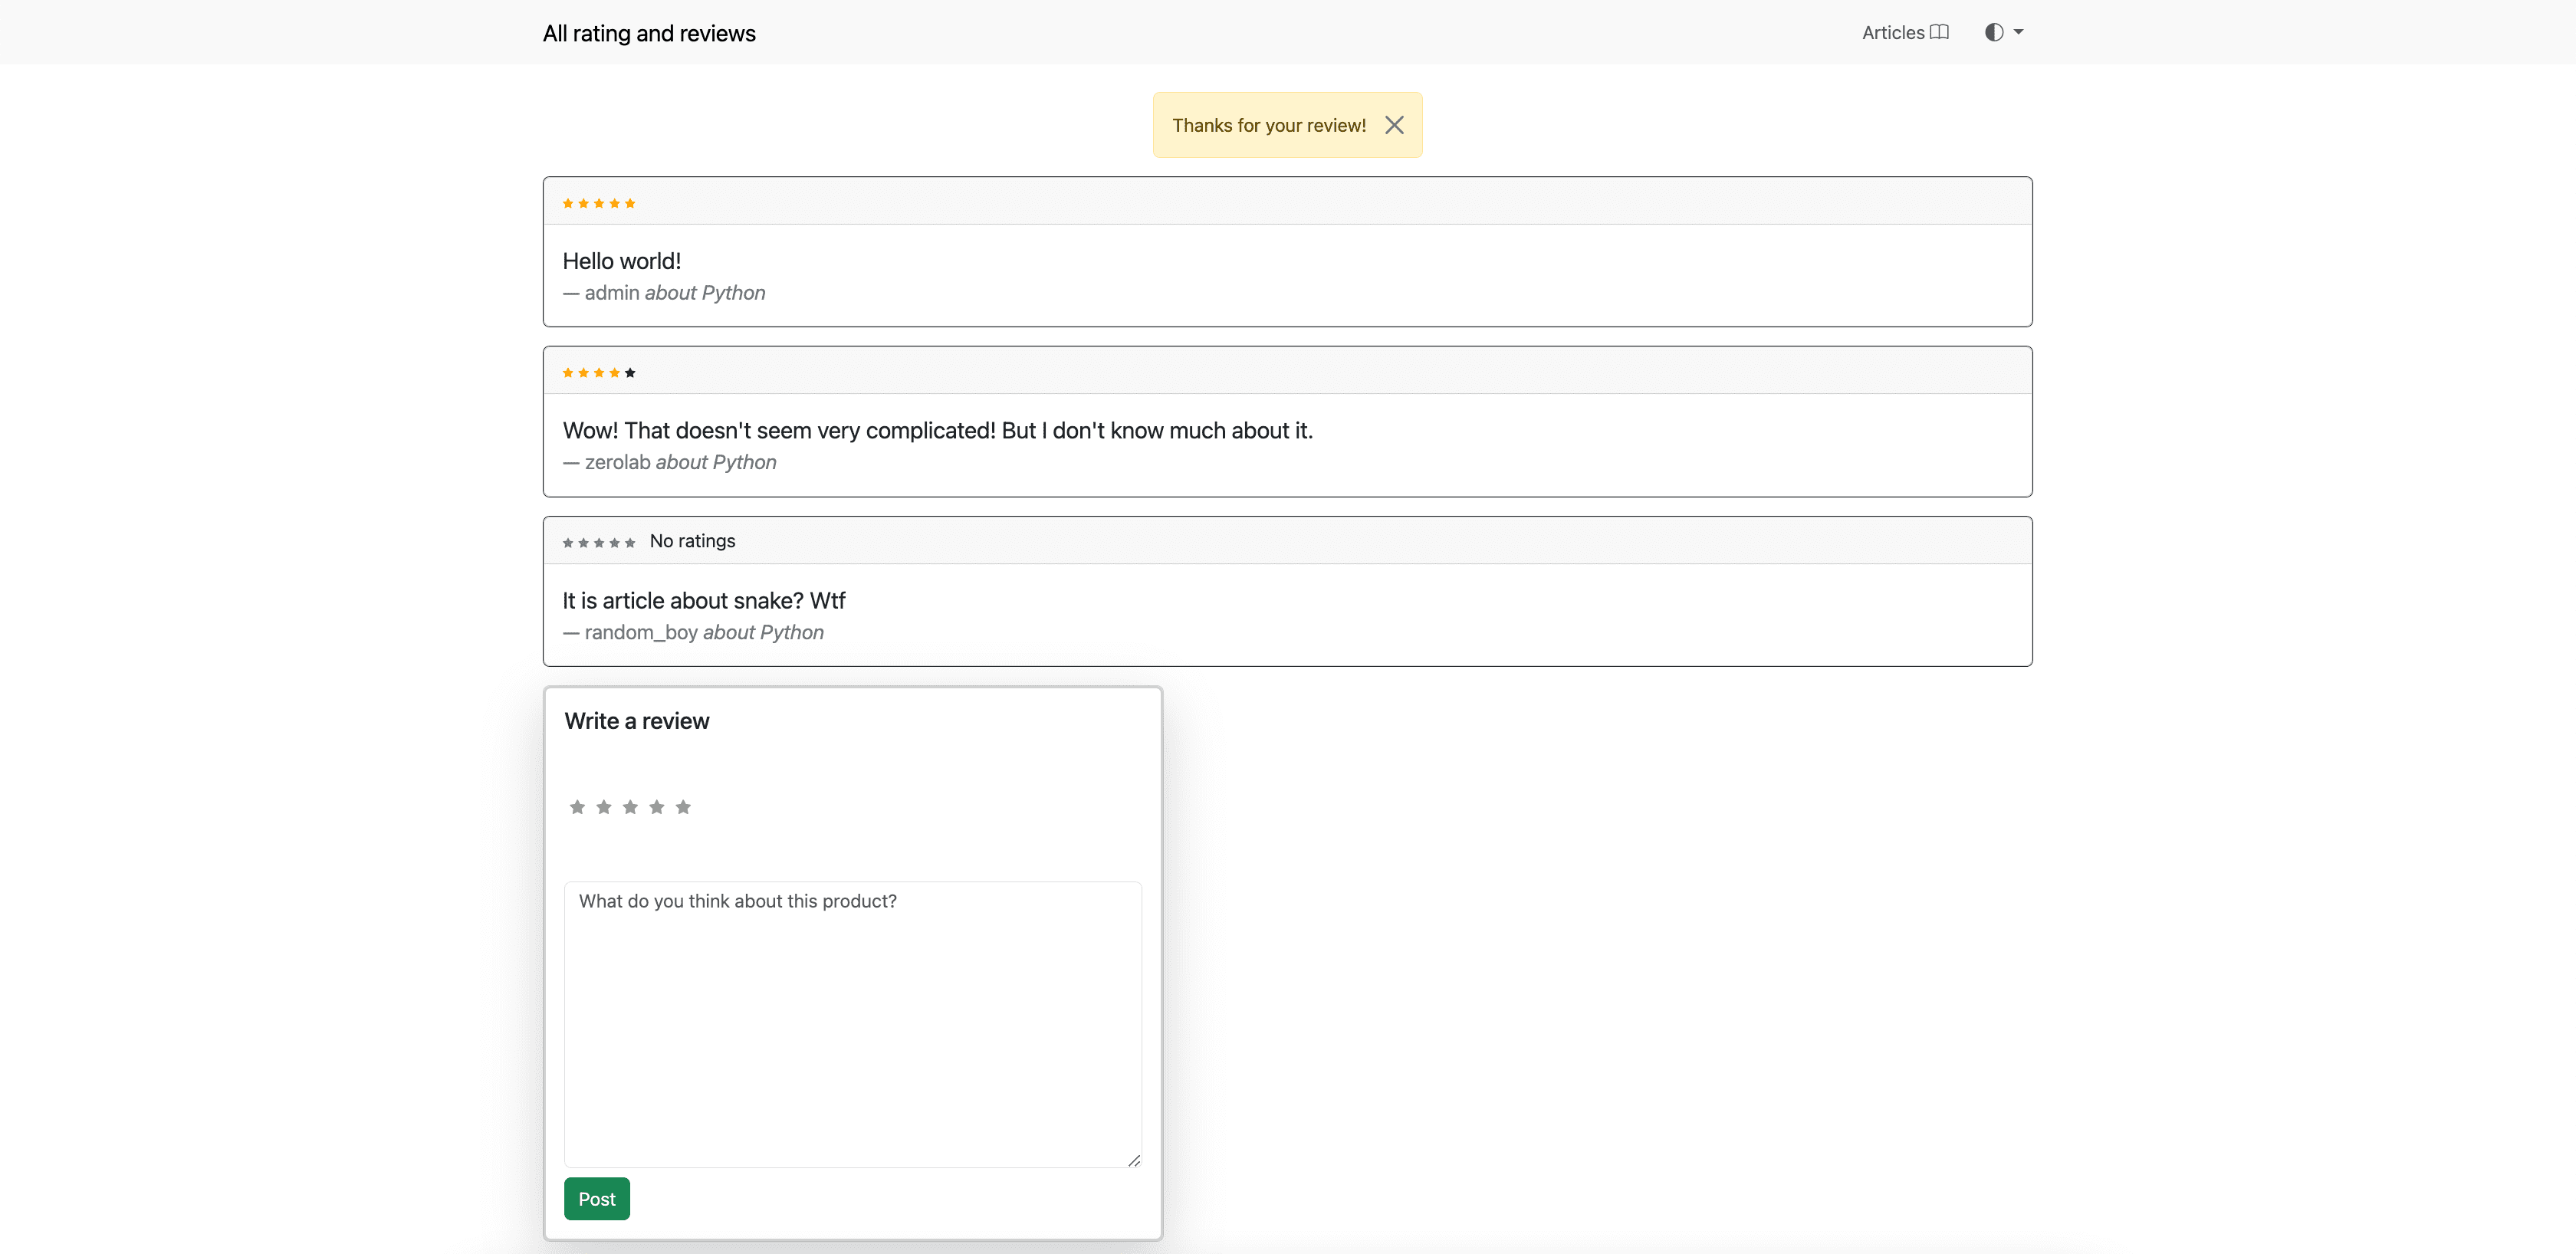 All rating and reviews
Articles
Thanks for your review!
Hello world!
— admin about Python
Wow! That doesn't seem very complicated! But I don't know much about it.
— zerolab about Python
No ratings
It is article about snake? Wtf
— random_boy about Python
Write a review
What do you think about this product?
Post